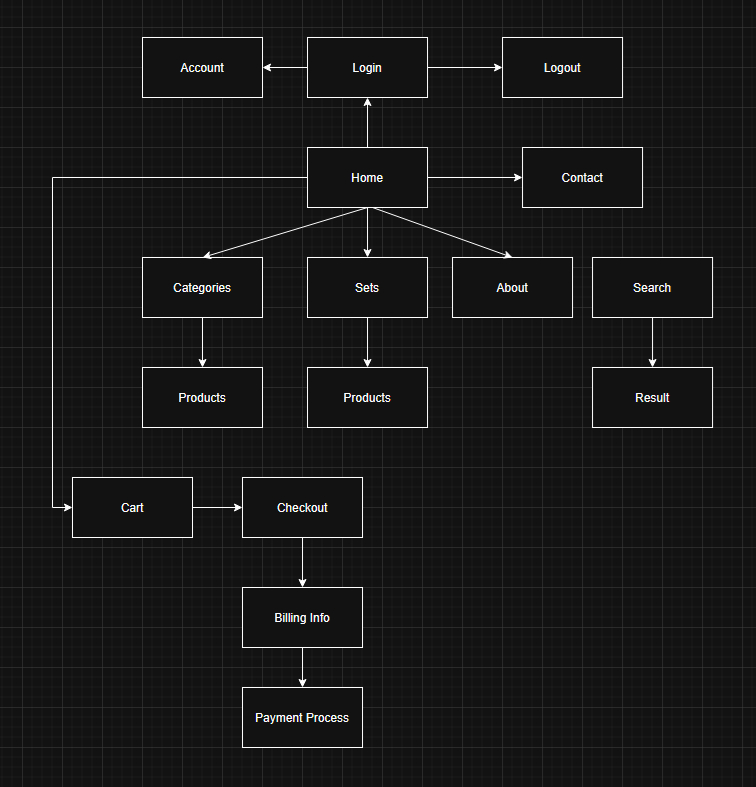 Account
Login
Logout
Home
Contact
Categories
Sets
About
Search
Products
Products
Result
Cart
Checkout
Billing Info
Payment Process